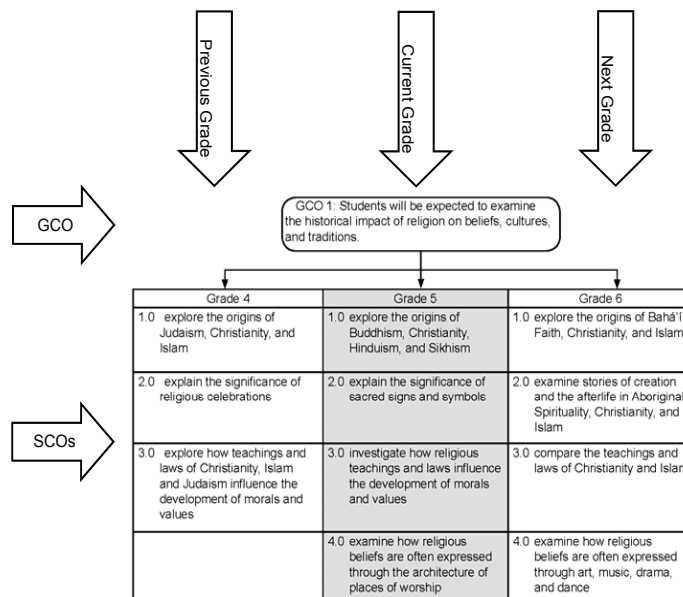 Previous Grade
Current Grade
Next Grade
GCO
GCO 1: Students will be expected to examine
the historical impact of religion on beliefs, cultures,
and traditions.
Grade 4
Grade 5
Grade 6
1.0 explore the origins of
Judaism, Christianity, and
Islam
1.0 explore the origins of
Buddhism, Christianity,
Hinduism, and Sikhism
1.0 explore the origins of Bahá'í
Faith, Christianity, and Islam
SCOs
2.0 explain the significance of
religious celebrations
2.0 explain the significance of
sacred signs and symbols
2.0 examine stories of creation
and the afterlife in Aboriginal
Spirituality, Christianity, and
Islam
3.0 explore how teachings and
laws of Christianity, Islam
and Judaism influence the
development of morals and
values
3.0 investigate how religious
teachings and laws influence
the development of morals
and values
3.0 compare the teachings and
laws of Christianity and Islam
4.0 examine how religious
beliefs are often expressed
through the architecture of
places of worship
4.0 examine how religious
beliefs are often expressed
through art, music, drama,
and dance